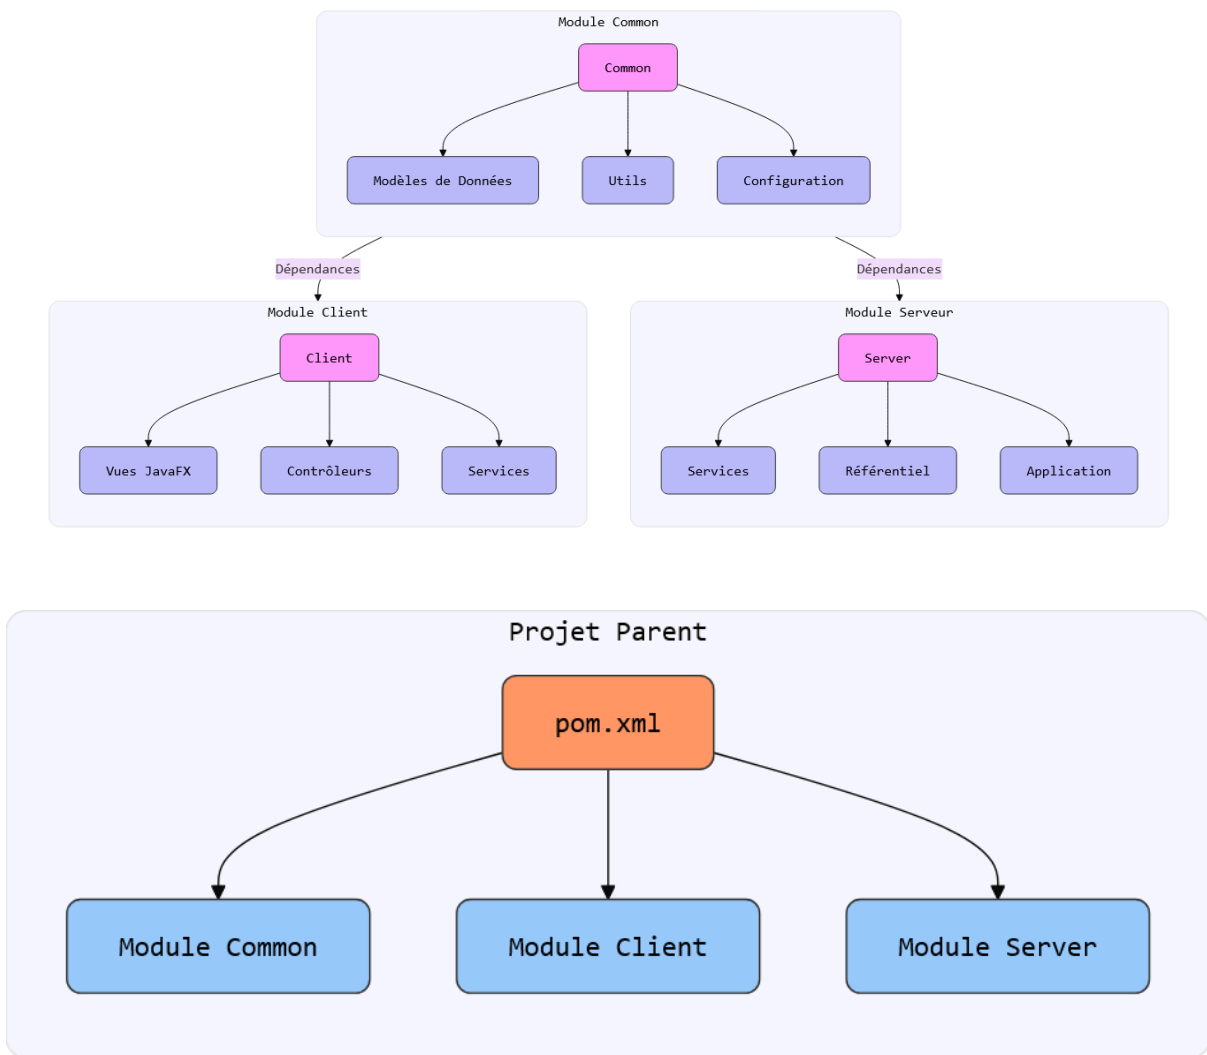 Module Common
Common
Modèles de Données
Utils
Configuration
Dépendances
Dépendances
Module Client
Client
Vues JavaFX
Contrôleurs
Services
Module Serveur
Server
Services
Référentiel
Application
Projet Parent
pom.xml
Module Common
Module Client
Module Server